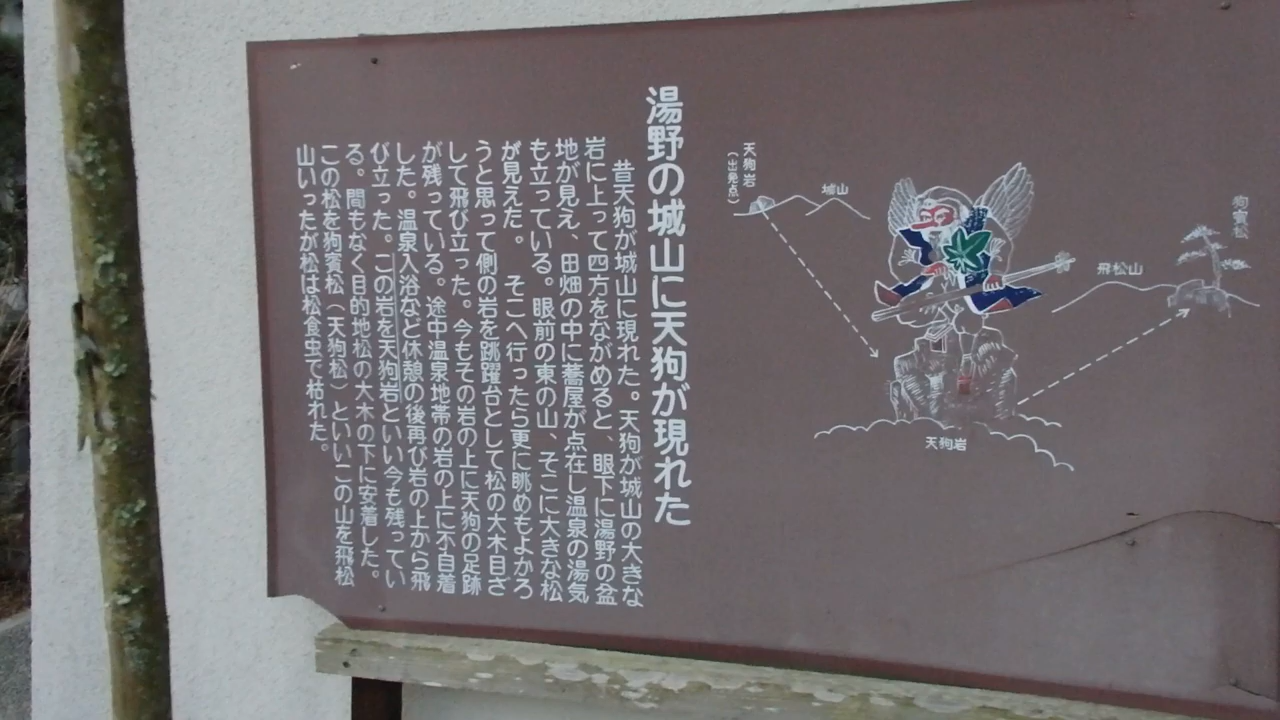 湯野の城山に天狗が現れた
昔天狗が城山に現れた。天狗が城山の大きな
岩に上って四方をながめると、眼下に湯野の盆
地が見え、田畑の中に藁屋が点在し温泉の湯気
も立っている。眼前の東の山、そこに大きな松
が見えた。そこへ行ったら更に眺めもよかろ
うと思って側の岩を跳躍台として松の大木目ざ
して飛び立った。今もその岩の上に天狗の足跡
が残っている。途中温泉地帯の岩の上に不自着
した。温泉入浴など休憩の後再び岩の上から飛
び立った。この岩を天狗岩といい今も残ってい
る。間もなく目的地松の大木の下に安着した。
この松を狗賓松（天狗松）といいこの山を飛松
山いったが松は松食虫で枯れた。
天狗岩
（出発点）
城山
天狗岩
飛松山
狗賓松